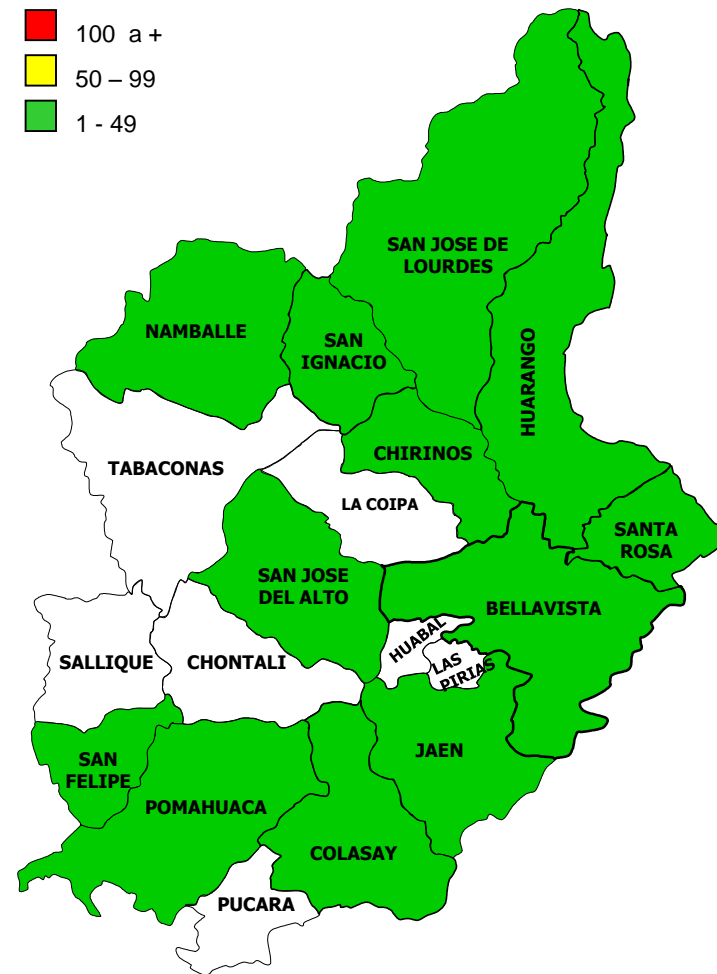 100 a +
50 – 99
1 - 49
SAN JOSE DE
LOURDES
NAMBALLE
SAN
IGNACIO
HUARANGO
CHIRINOS
TABACONAS
LA COIPA
SANTA
ROSA
SAN JOSE
DEL ALTO
BELLAVISTA
HUABAL
LAS
PIRIAS
SALLIQUE
CHONTALI
JAEN
SAN
FELIPE
POMAHUACA
COLASAY
PUCARA